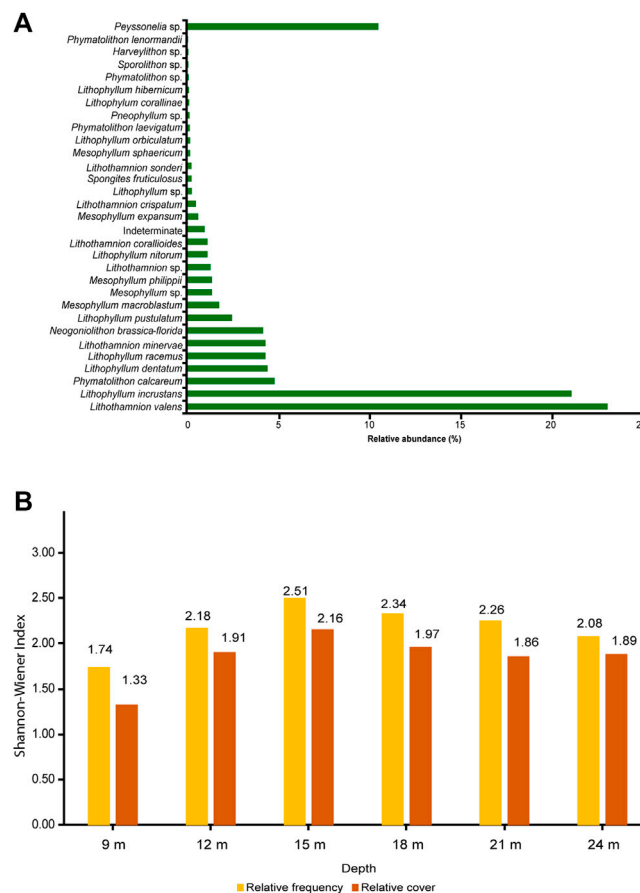 A
Peyssonelia sp.
Phymatolithon lenormandii
Harveylithon sp.
Sporolithon sp.
Phymatolithon sp.
Lithophyllum hibernicum
Lithophylum corallinae
Pneophyllum sp.
Phymatolithon laevigatum
Lithophyllum orbiculatum
Mesophyllum sphaericum
Lithothamnion sonderi
Spongites fruticulosus
Lithophyllum sp.
Lithothamnion crispatum
Mesophyllum expansum
Indeterminate
Lithothamnion corallioides
Lithophyllum nitorum
Lithothamnion sp.
Mesophyllum philippii
Mesophyllum sp.
Mesophyllum macroblastum
Lithophyllum pustulatum
Neogoniolithon brassica-florida
Lithothamnion minervae
Lithophyllum racemus
Lithophyllum dentatum
Phymatolithon calcareum
Lithophyllum incrustans
Lithothamnion valens
0 5 10 15 20 2
Relative abundance (%)
B
Shannon-Wiener Index
3.00
2.50
2.00
1.50
1.00
0.50
0.00
1.74 1.33 2.18 1.91 2.51 2.16 2.34 1.97 2.26 1.86 2.08 1.89
9 m 12 m 15 m 18 m 21 m 24 m
Depth
Relative frequency Relative cover